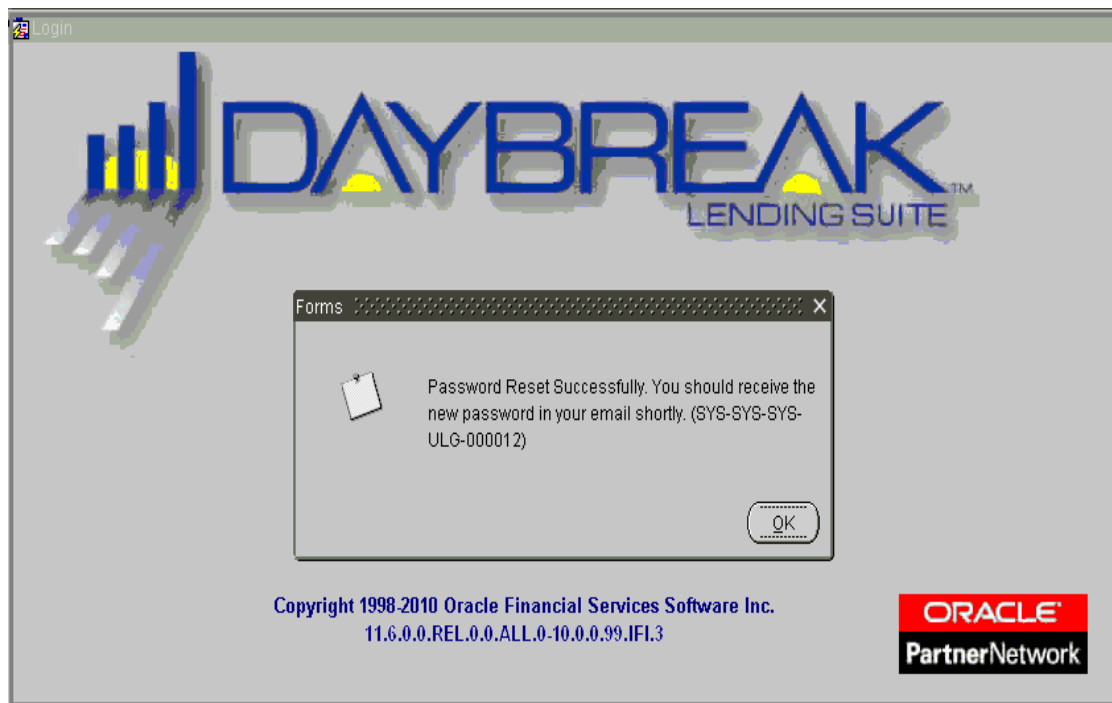 Login
DAYBREAK™
LENDING SUITE
Forms
Password Reset Successfully. You should receive the
new password in your email shortly. (SYS-SYS-SYS-
ULG-000012)
OK
Copyright 1998-2010 Oracle Financial Services Software Inc.
11.6.0.0.REL.0.0.ALL.0-10.0.0.99.IFI.3
ORACLE
PartnerNetwork